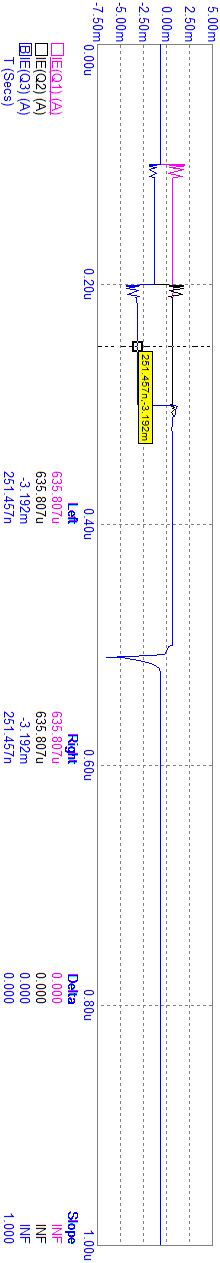 5.00m
2.50m
0.00m
-2.50m
-5.00m
-7.50m
0.00u 0.20u 0.40u 0.60u 0.80u 1.00u
251.457n,-3.192m
Left Right Delta Slope
IE(Q1) (A) 635.807u 635.807u 0.000 INF
IE(Q2) (A) 635.807u 635.807u 0.000 INF
B IE(Q3) (A) -3.192m -3.192m 0.000 INF
T (Secs) 251.457n 251.457n 0.000 1.000